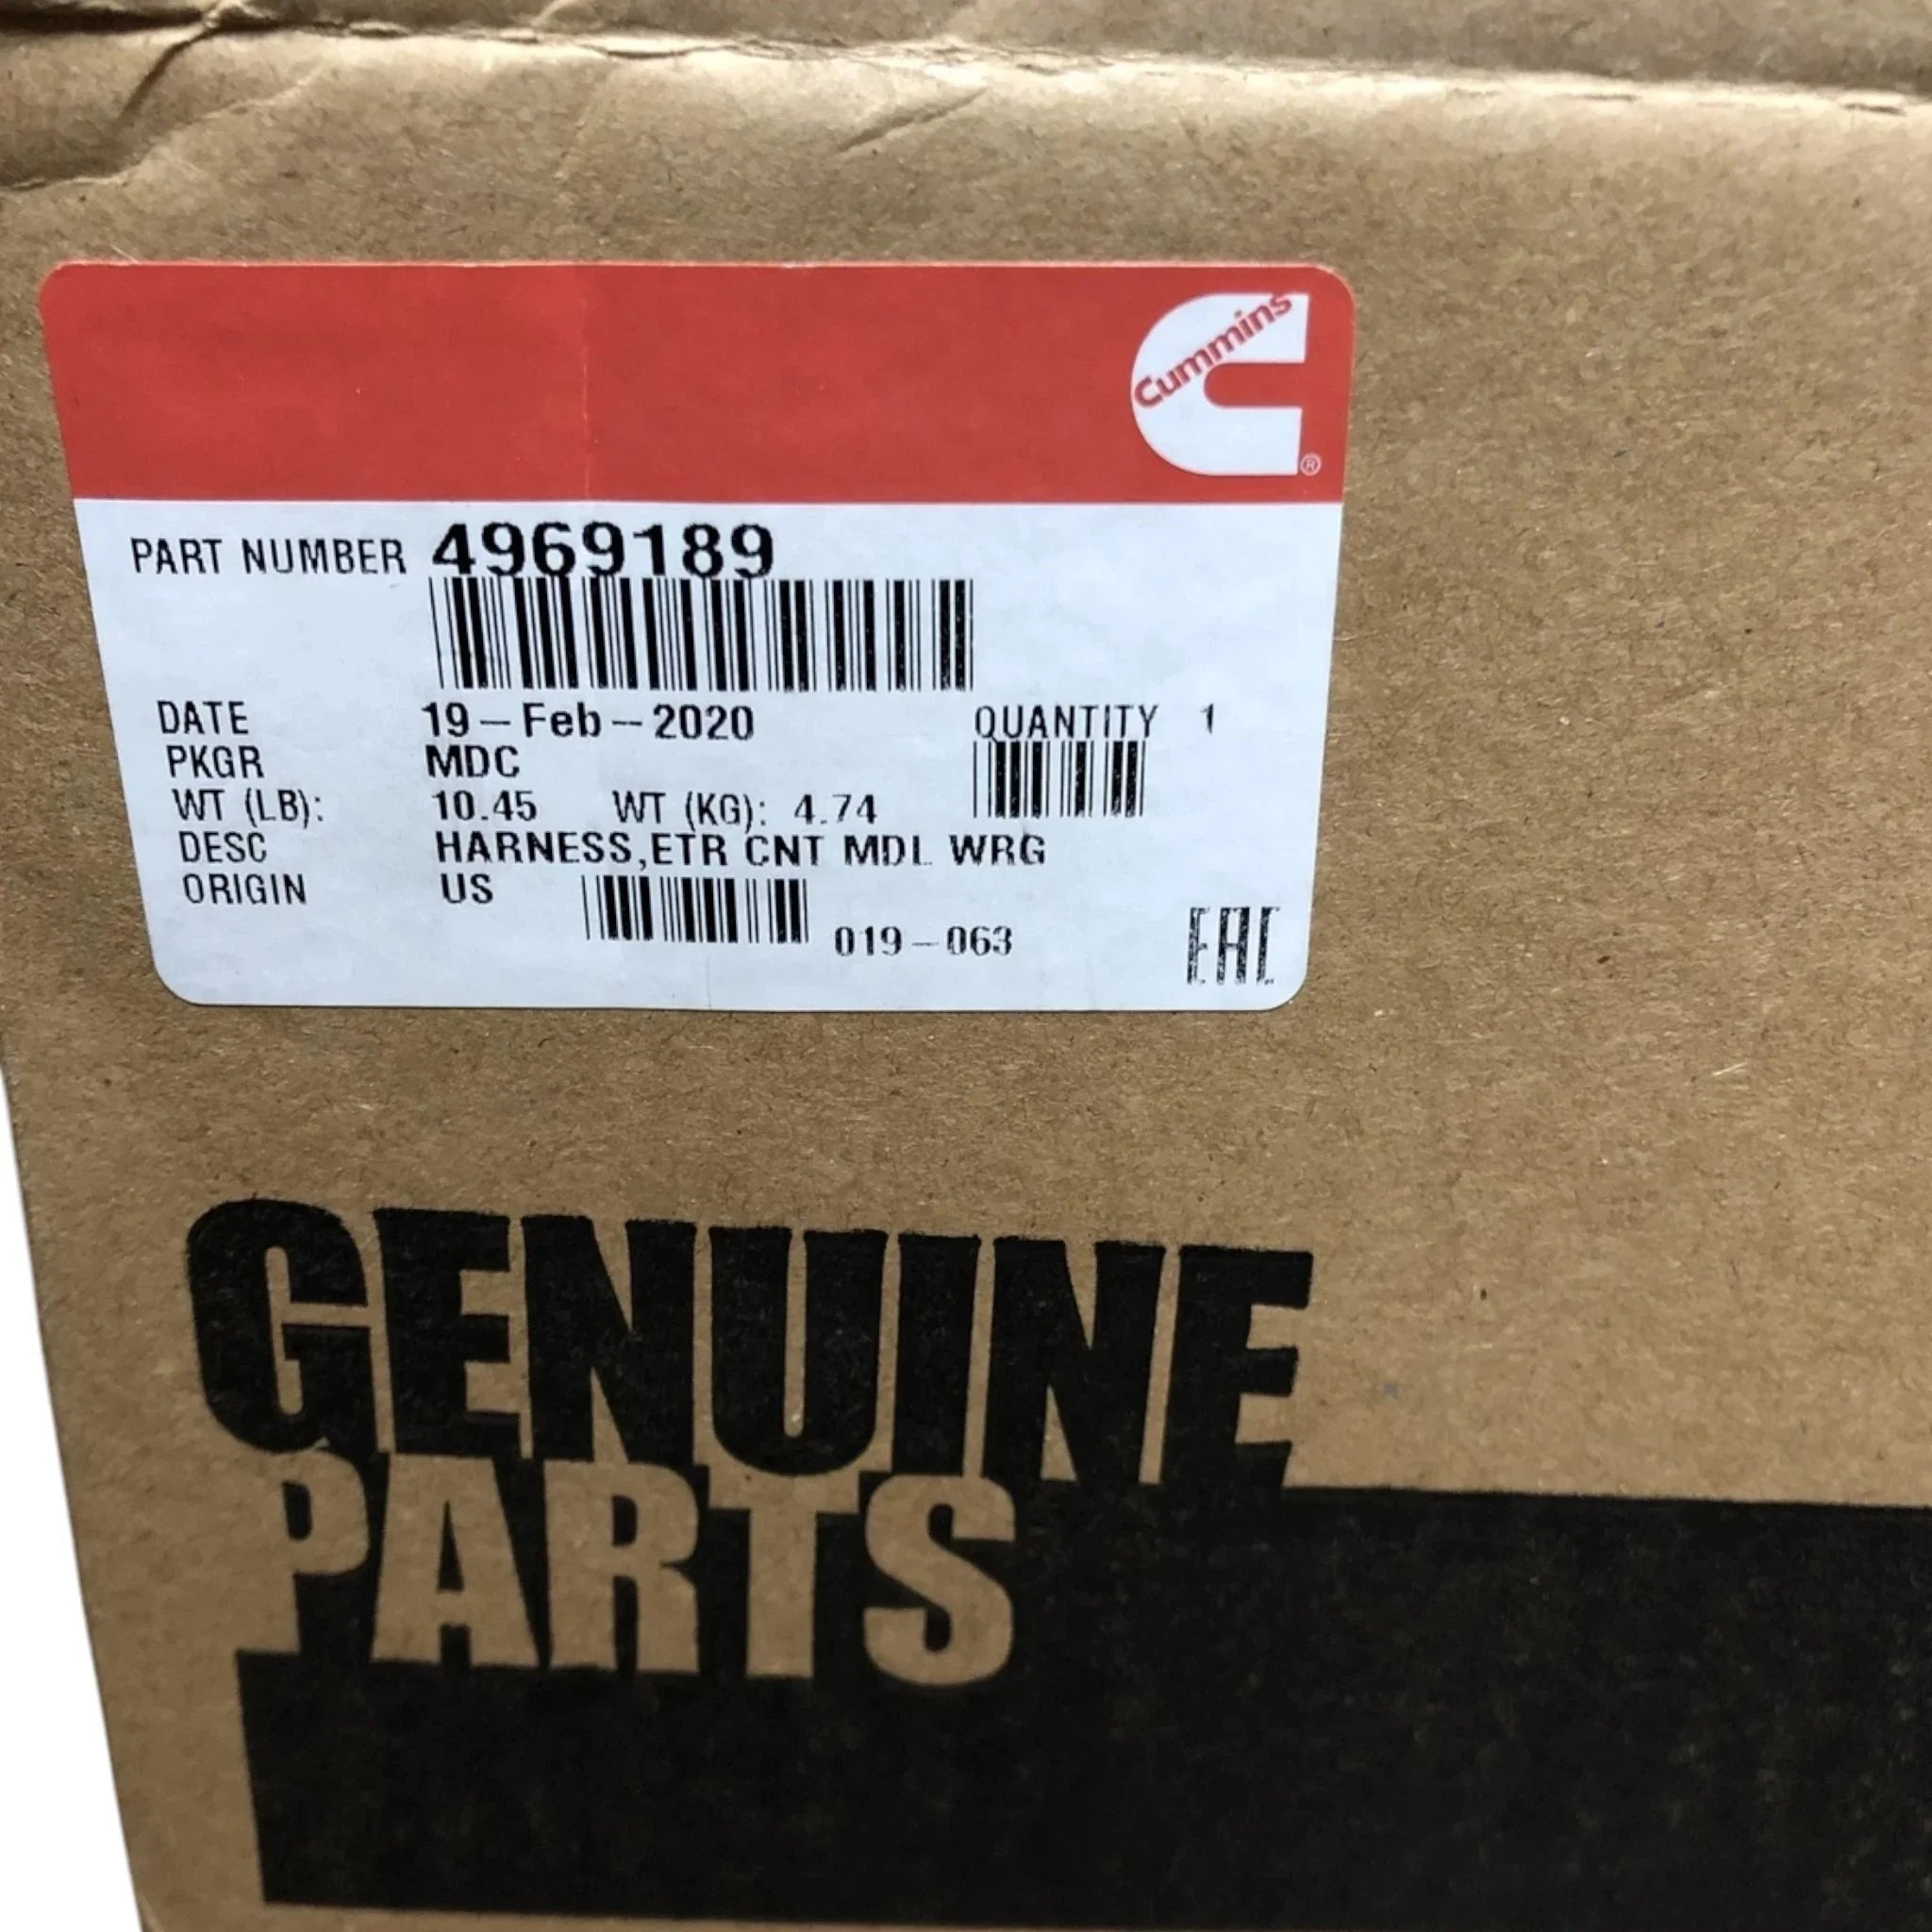 Cummins
®
PART NUMBER 4969189
DATE 19-Feb-2020 QUANTITY 1
PKGR MDC
WT (LB): 10.45 WT (KG): 4.74
DESC HARNESS,ETR CNT MDL WRG
ORIGIN US
019-063
EAC
GENUINE
PARTS